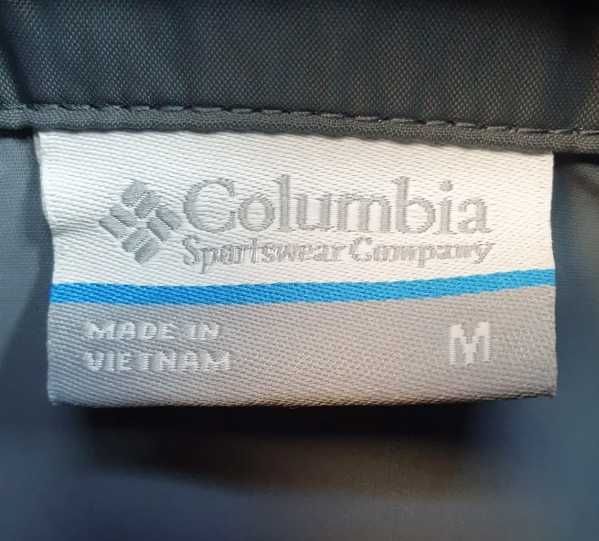 Columbia
Sportswear Company
MADE IN
VIETNAM
M